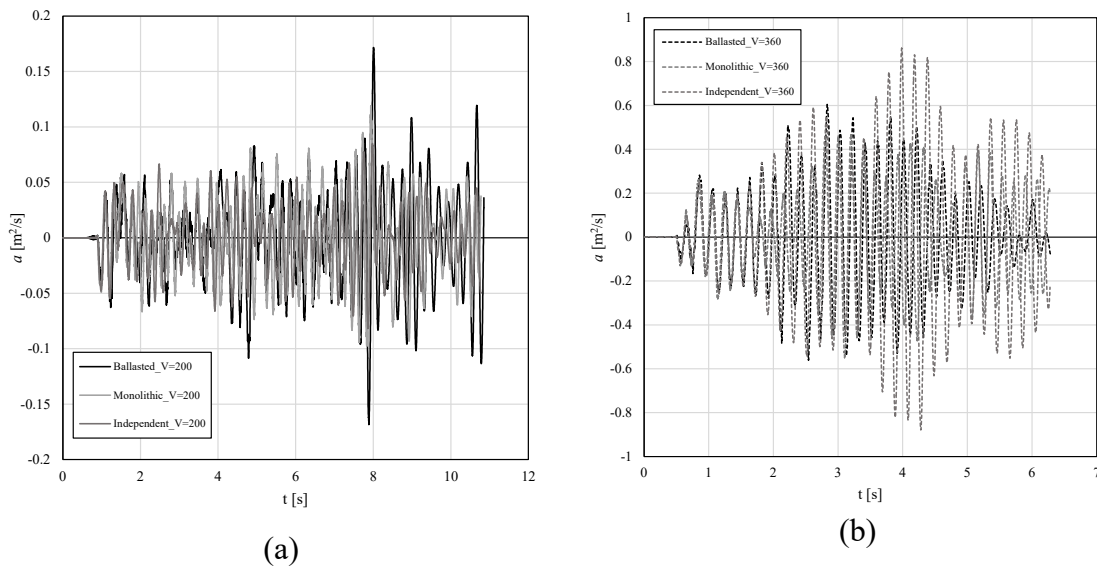 0.2
0.15
0.1
0.05
0
-0.05
-0.1
-0.15
-0.2
a [m²/s]
Ballasted_V=200
Monolithic_V=200
Independent_V=200
0 2 4 6 8 10 12
t [s]
(a)
1
0.8
0.6
0.4
0.2
0
-0.2
-0.4
-0.6
-0.8
-1
a [m²/s]
Ballasted_V=360
Monolithic_V=360
Independent_V=360
0 1 2 3 4 5 6 7
t [s]
(b)